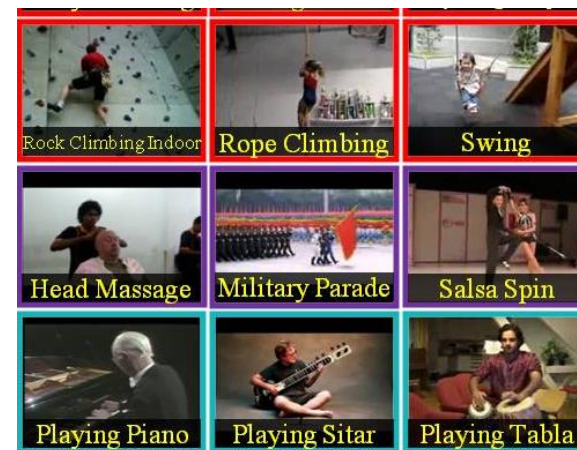 Rock Climbing Indoor
Rope Climbing
Swing
Head Massage
Military Parade
Salsa Spin
Playing Piano
Playing Sitar
Playing Tabla